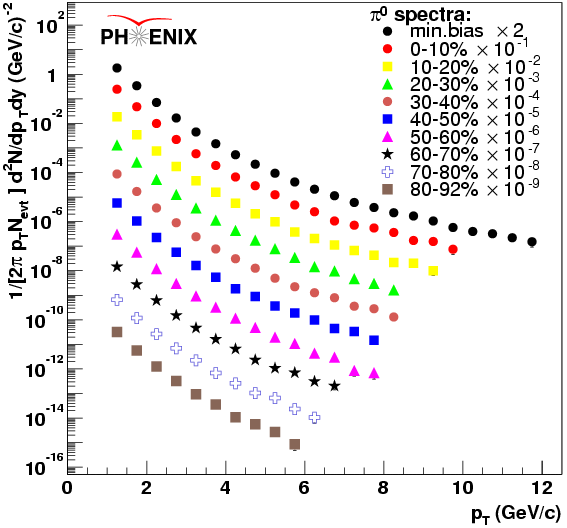 π⁰ spectra:
PHENIX
min.bias × 2
0-10% × 10⁻¹
10-20% × 10⁻²
20-30% × 10⁻³
30-40% × 10⁻⁴
40-50% × 10⁻⁵
50-60% × 10⁻⁶
60-70% × 10⁻⁷
70-80% × 10⁻⁸
80-92% × 10⁻⁹
1/[2π p_T N_evt ] d²N/dp_T dy (GeV/c)⁻²
10²
1
10⁻²
10⁻⁴
10⁻⁶
10⁻⁸
10⁻¹⁰
10⁻¹²
10⁻¹⁴
10⁻¹⁶
0 2 4 6 8 10 12
p_T (GeV/c)